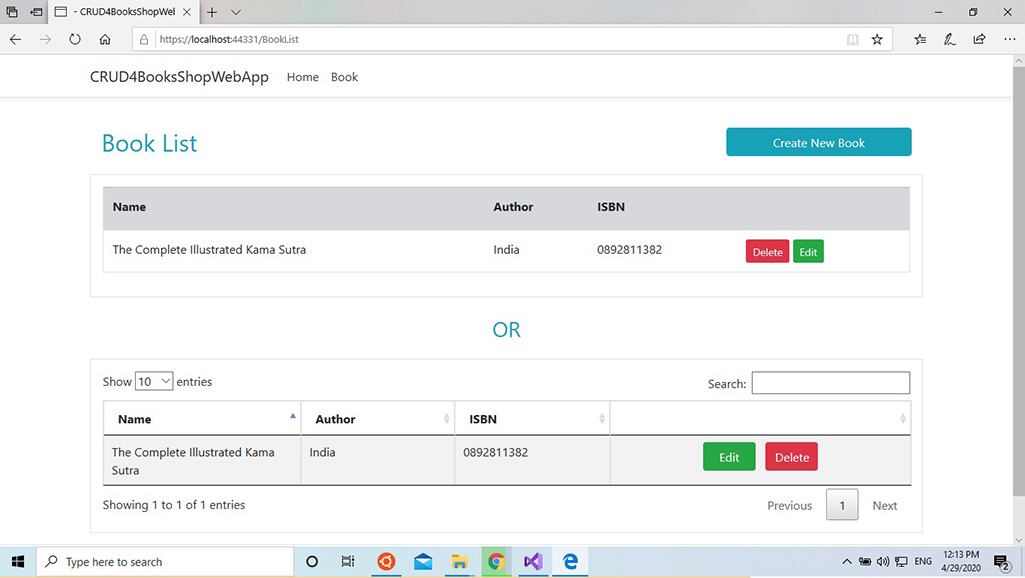 - CRUD4BooksShopWel
https://localhost:44331/BookList
CRUD4BooksShopWebApp Home Book
Book List
Create New Book
Name Author ISBN
The Complete Illustrated Kama Sutra India 0892811382 Delete Edit
OR
Show 10 entries
Search:
Name Author ISBN
The Complete Illustrated Kama Sutra India 0892811382 Edit Delete
Showing 1 to 1 of 1 entries
Previous 1 Next
Type here to search
ENG
12:13 PM
4/29/2020
2